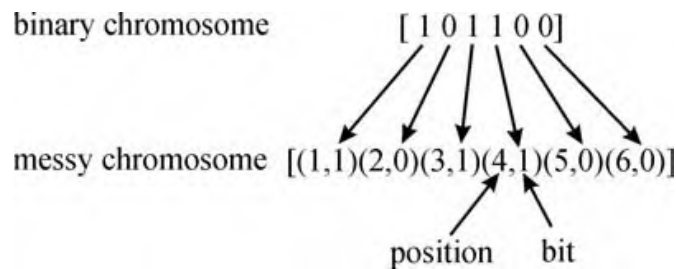 binary chromosome [ 1 0 1 1 0 0]
messy chromosome [(1,1)(2,0)(3,1)(4,1)(5,0)(6,0)]
position bit